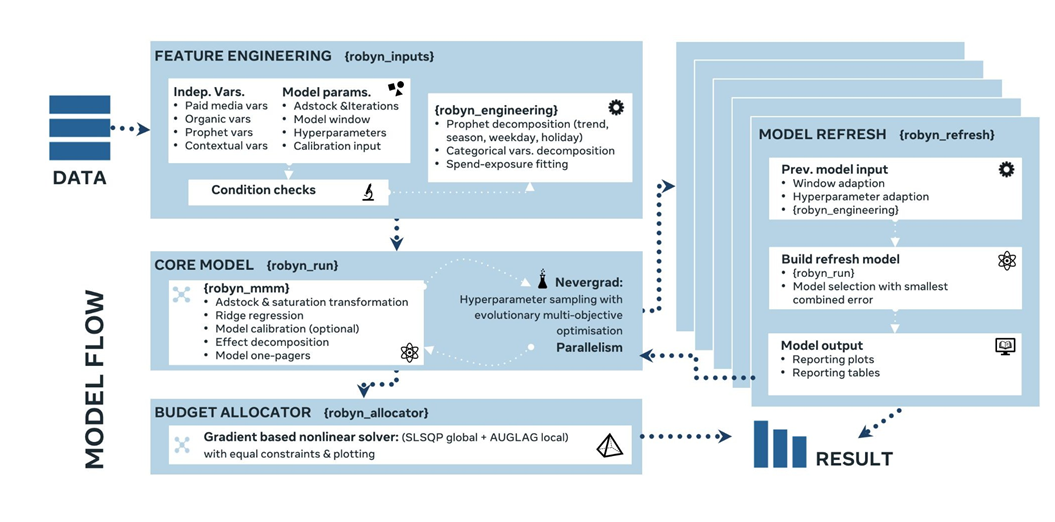 FEATURE ENGINEERING {robyn_inputs}
Indep. Vars.
• Paid media vars
• Organic vars
• Prophet vars
• Contextual vars
Model params.
• Adstock &Iterations
• Model window
• Hyperparameters
• Calibration input
{robyn_engineering}
• Prophet decomposition (trend,
season, weekday, holiday)
• Categorical vars. decomposition
• Spend-exposure fitting
Condition checks
DATA
CORE MODEL {robyn_run}
{robyn_mmm}
• Adstock & saturation transformation
• Ridge regression
• Model calibration (optional)
• Effect decomposition
• Model one-pagers
Nevergrad:
Hyperparameter sampling with
evolutionary multi-objective
optimisation
Parallelism
BUDGET ALLOCATOR {robyn_allocator}
Gradient based nonlinear solver: (SLSQP global + AUGLAG local)
with equal constraints & plotting
MODEL FLOW
MODEL REFRESH {robyn_refresh}
Prev. model input
• Window adaption
• Hyperparameter adaption
• {robyn_engineering}
Build refresh model
• {robyn_run}
• Model selection with smallest
combined error
Model output
• Reporting plots
• Reporting tables
RESULT